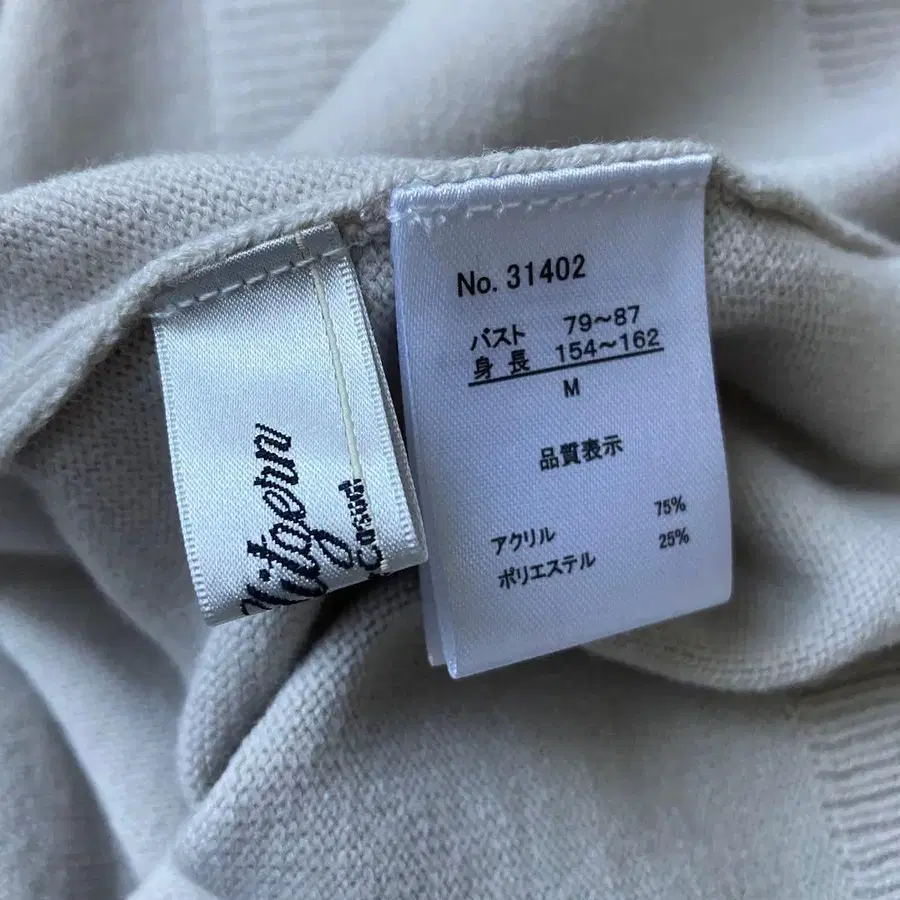 No. 31402
バスト 79～87
身 長 154～162
M
品質表示
アクリル 75%
ポリエステル 25%
Casual